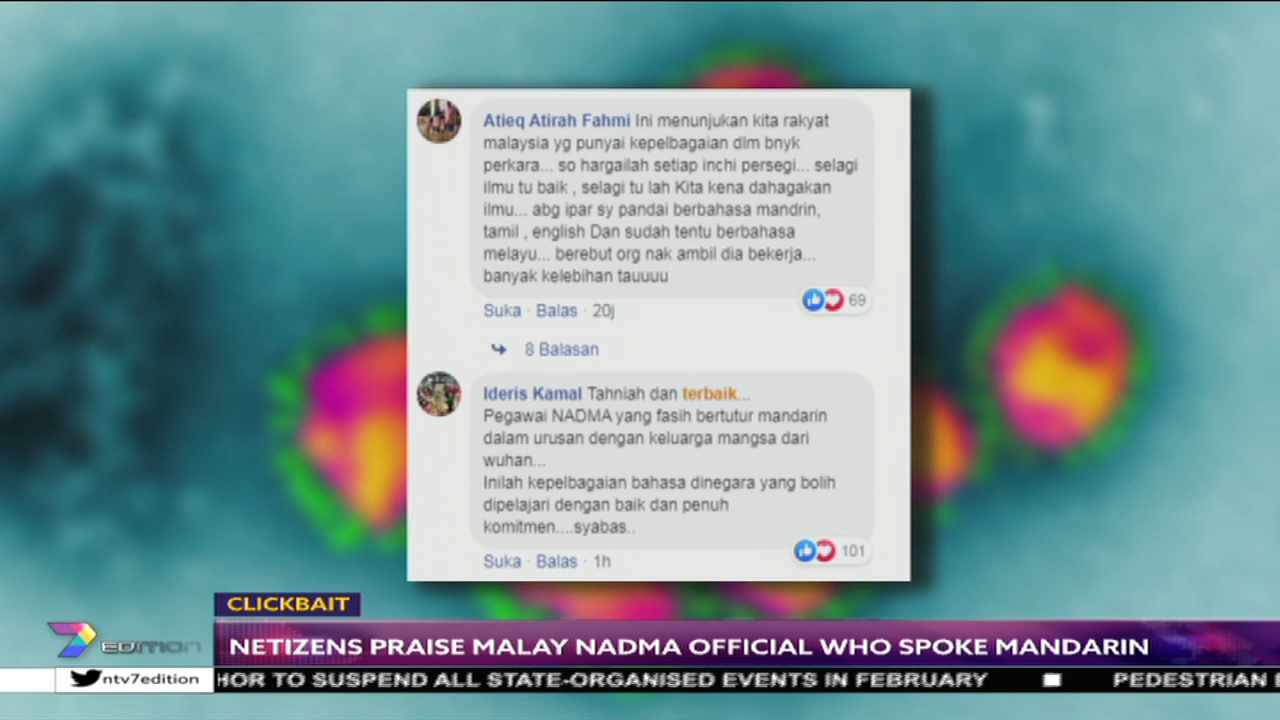 Atieq Atirah Fahmi Ini menunjukan kita rakyat
malaysia yg punyai kepelbagaian dlm bnyk
perkara... so hargailah setiap inchi persegi... selagi
ilmu tu baik , selagi tu lah Kita kena dahagakan
ilmu... abg ipar sy pandai berbahasa mandrin,
tamil , english Dan sudah tentu berbahasa
melayu... berebut org nak ambil dia bekerja...
banyak kelebihan tauuuu
69
Suka · Balas · 20j
8 Balasan
Ideris Kamal Tahniah dan terbaik...
Pegawai NADMA yang fasih bertutur mandarin
dalam urusan dengan keluarga mangsa dari
wuhan...
Inilah kepelbagaian bahasa dinegara yang bolih
dipelajari dengan baik dan penuh
komitmen....syabas..
101
Suka · Balas · 1h
CLICKBAIT
7 EDITION
NETIZENS PRAISE MALAY NADMA OFFICIAL WHO SPOKE MANDARIN
ntv7edition
HOR TO SUSPEND ALL STATE-ORGANISED EVENTS IN FEBRUARY ■ PEDESTRIAN